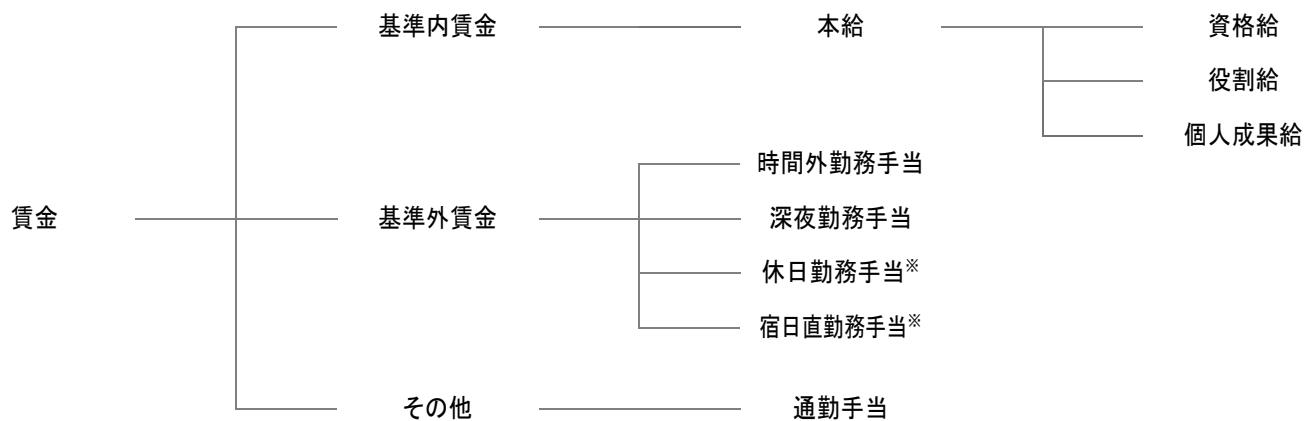 基準内賃金
本給
資格給
役割給
個人成果給
時間外勤務手当
賃金
基準外賃金
深夜勤務手当
休日勤務手当※
宿日直勤務手当※
その他
通勤手当